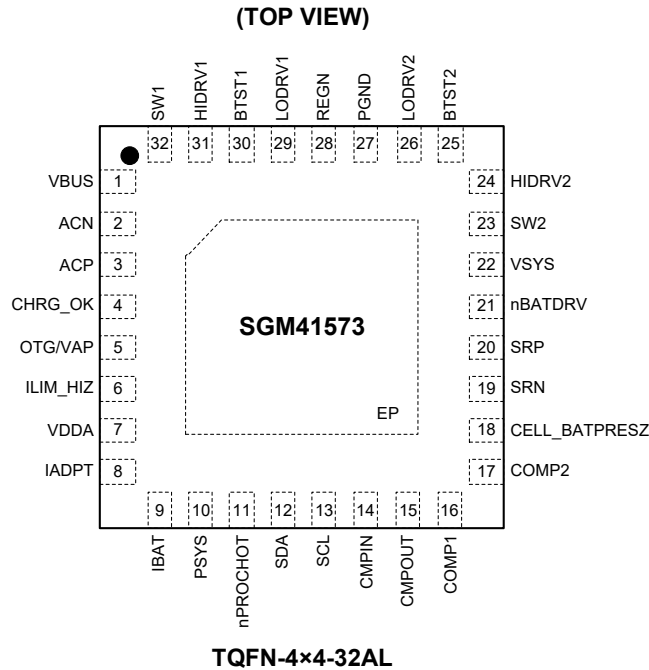 (TOP VIEW)
SW1
HIDRV1
BTST1
LODRV1
REGN
PGND
LODRV2
BTST2
32
31
30
29
28
27
26
25
VBUS 1
24 HIDRV2
ACN 2
23 SW2
ACP 3
22 VSYS
CHRG_OK 4
21 nBATDRV
OTG/VAP 5
20 SRP
ILIM_HIZ 6
19 SRN
VDDA 7
18 CELL_BATPRESZ
IADPT 8
17 COMP2
SGM41573
EP
9
10
11
12
13
14
15
16
IBAT
PSYS
nPROCHOT
SDA
SCL
CMPIN
CMPOUT
COMP1
TQFN-4×4-32AL